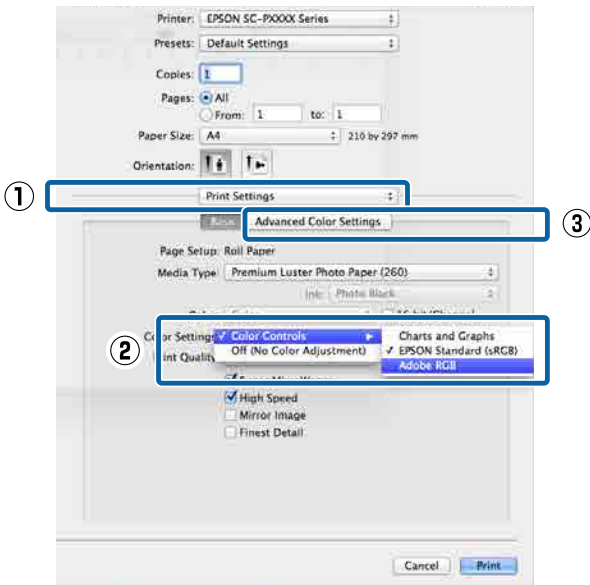 Printer: EPSON SC-PXXXX Series
Presets: Default Settings
Copies: 1
Pages: All
From: 1 to: 1
Paper Size: A4 210 by 297 mm
Orientation:
1 Print Settings
Basic Advanced Color Settings 3
Page Setup: Roll Paper
Media Type: Premium Luster Photo Paper (260)
Ink: Photo Black
Color Settings ✓ Color Controls ▶ Charts and Graphs
2 Off (No Color Adjustment) ✓ EPSON Standard (sRGB)
Print Quality Adobe RGB
High Speed
Mirror Image
Finest Detail
Cancel Print